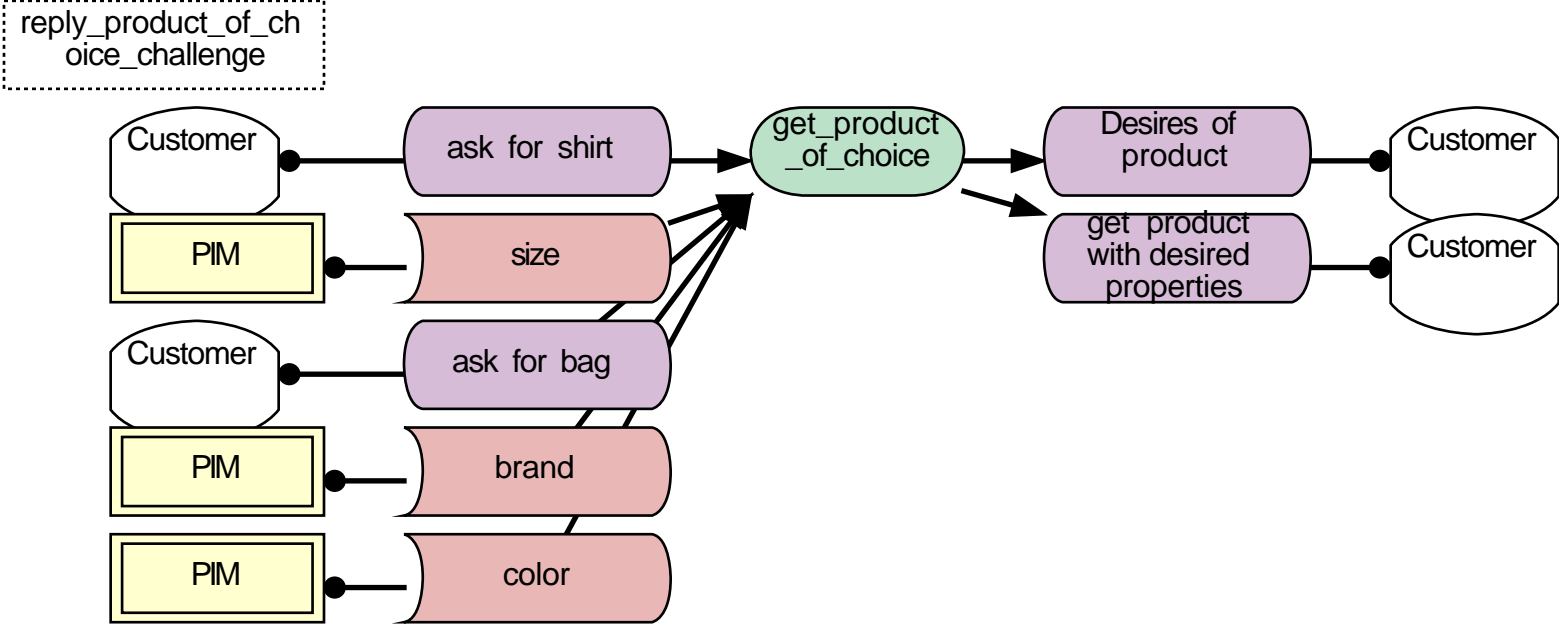 reply_product_of_ch
oice_challenge
Customer
ask for shirt
get_product
_of_choice
Desires of
product
Customer
PIM
size
get product
with desired
properties
Customer
Customer
ask for bag
PIM
brand
PIM
color